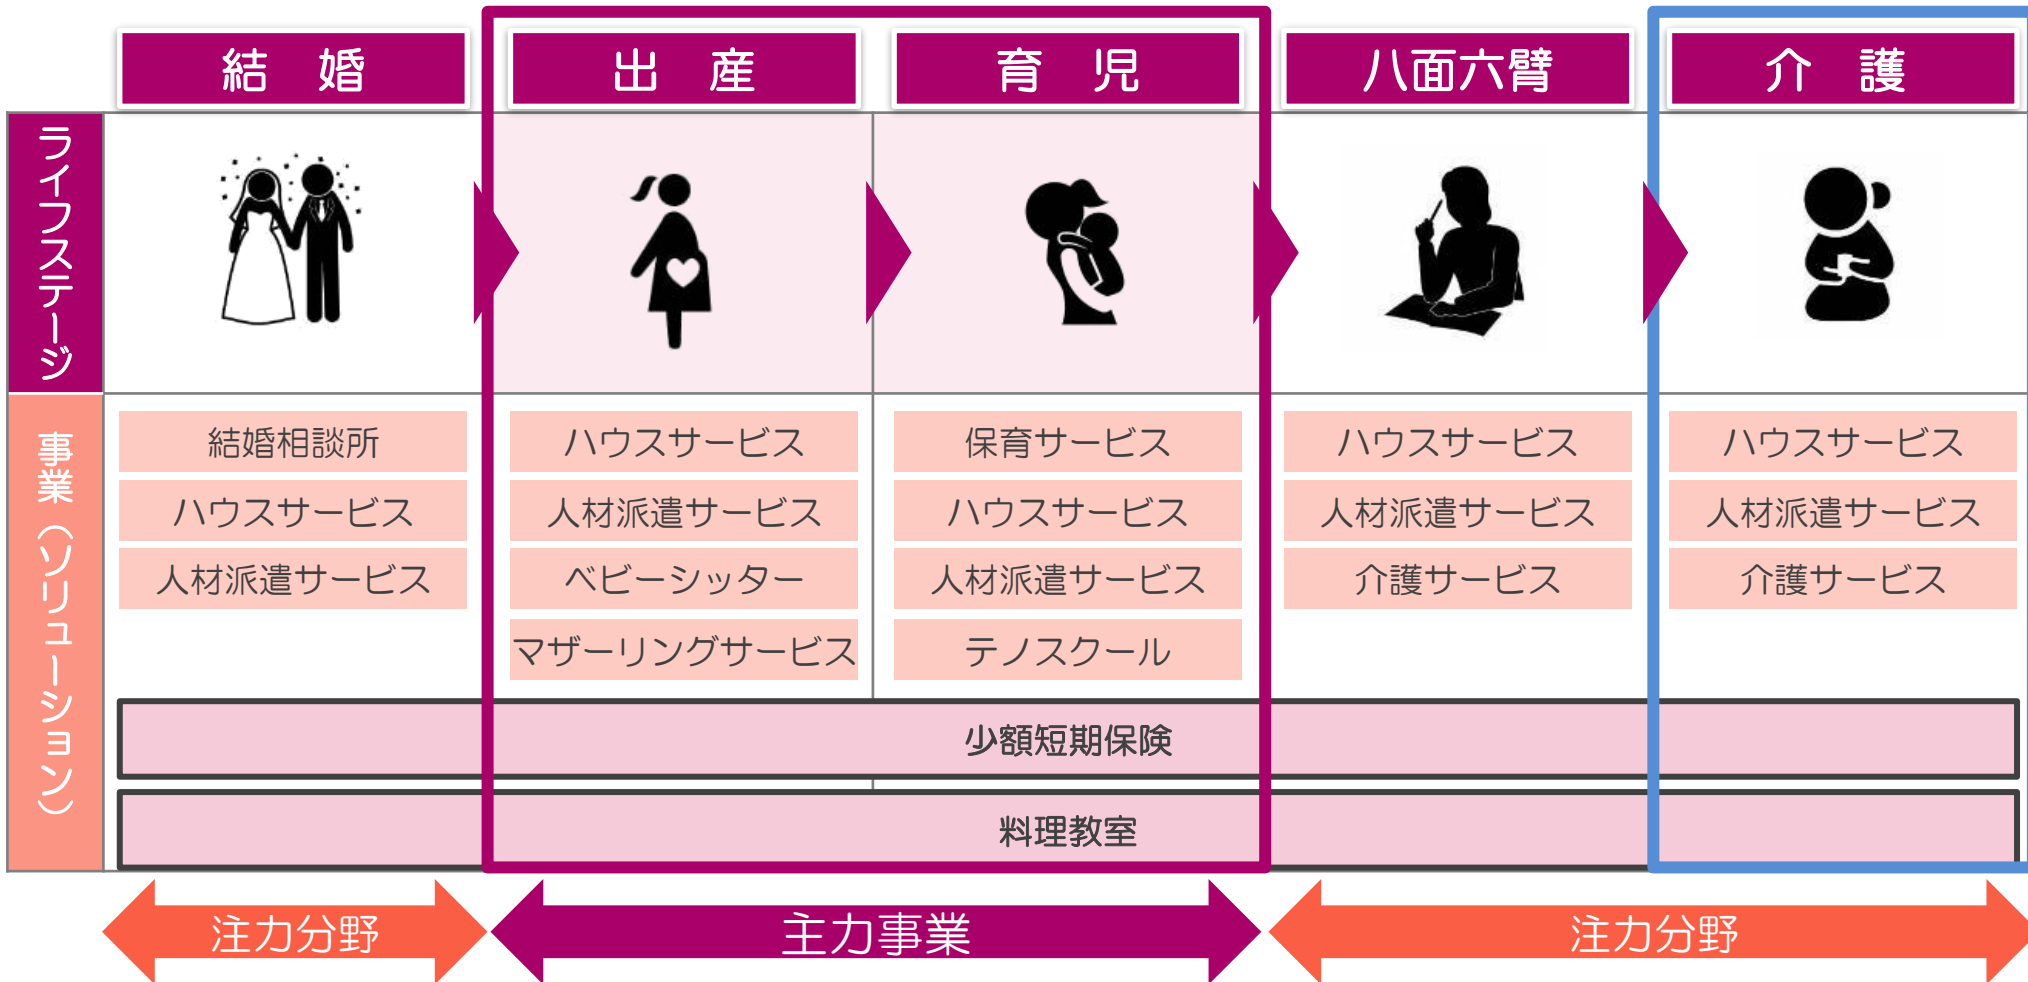 結　婚
出　産
育　児
八面六臂
介　護
ライフステージ
事業（ソリューション）
結婚相談所
ハウスサービス
人材派遣サービス
ハウスサービス
人材派遣サービス
ベビーシッター
マザーリングサービス
保育サービス
ハウスサービス
人材派遣サービス
テノスクール
ハウスサービス
人材派遣サービス
介護サービス
ハウスサービス
人材派遣サービス
介護サービス
少額短期保険
料理教室
注力分野
主力事業
注力分野